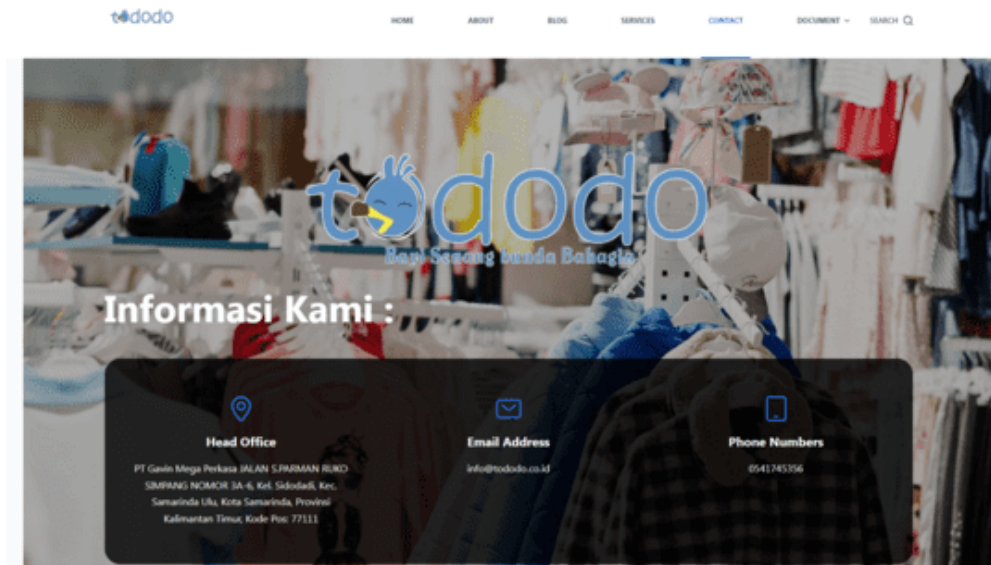 tododo
HOME ABOUT BLOG SERVICES CONTACT DOCUMENT SEARCH
tododo
Bayi Senang Bunda Bahagia
Informasi Kami :
Head Office
PT Gavin Mega Perkasa JALAN S.PARMAN RUKO
SIMPANG NOMOR 3A-6, Kel. Sidodadi, Kec.
Samarinda Ulu, Kota Samarinda, Provinsi
Kalimantan Timur, Kode Pos: 77111
Email Address
info@tododo.co.id
Phone Numbers
0541745356